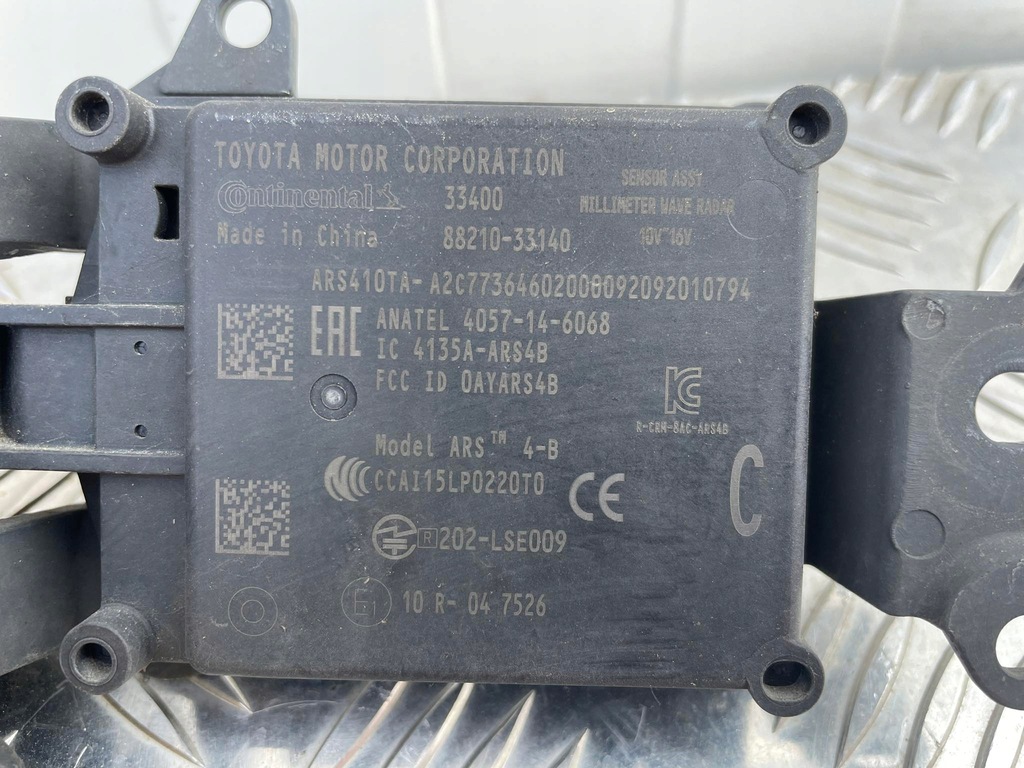 TOYOTA MOTOR CORPORATION
Continental 33400
Made in China 88210-33140
SENSOR ASSY
MILLIMETER WAVE RADAR
10V~16V
ARS410TA- A2C7736460200009209​2010794
EAC
ANATEL 4057-14-6068
IC 4135A-ARS4B
FCC ID OAYARS4B
R-CRM-BAC-ARS4B
Model ARS™ 4-B
CCAI15LP0220T0
CE
C
R 202-LSE009
E1 10 R- 04 7526